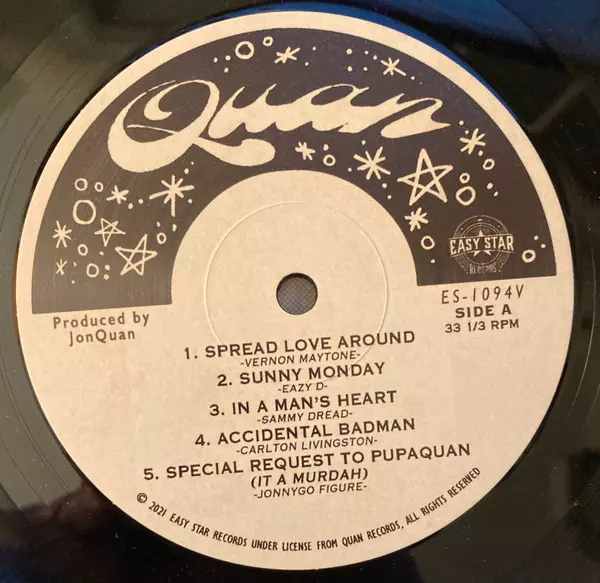 Quan
EASY STAR
RECORDS
ES-1094V
SIDE A
33 1/3 RPM
Produced by
JonQuan
1. SPREAD LOVE AROUND
-VERNON MAYTONE-
2. SUNNY MONDAY
-EAZY D-
3. IN A MAN'S HEART
-SAMMY DREAD-
4. ACCIDENTAL BADMAN
-CARLTON LIVINGSTON-
5. SPECIAL REQUEST TO PUPAQUAN
(IT A MURDAH)
-JONNYGO FIGURE-
© 2021 EASY STAR RECORDS UNDER LICENSE FROM QUAN RECORDS, ALL RIGHTS RESERVED